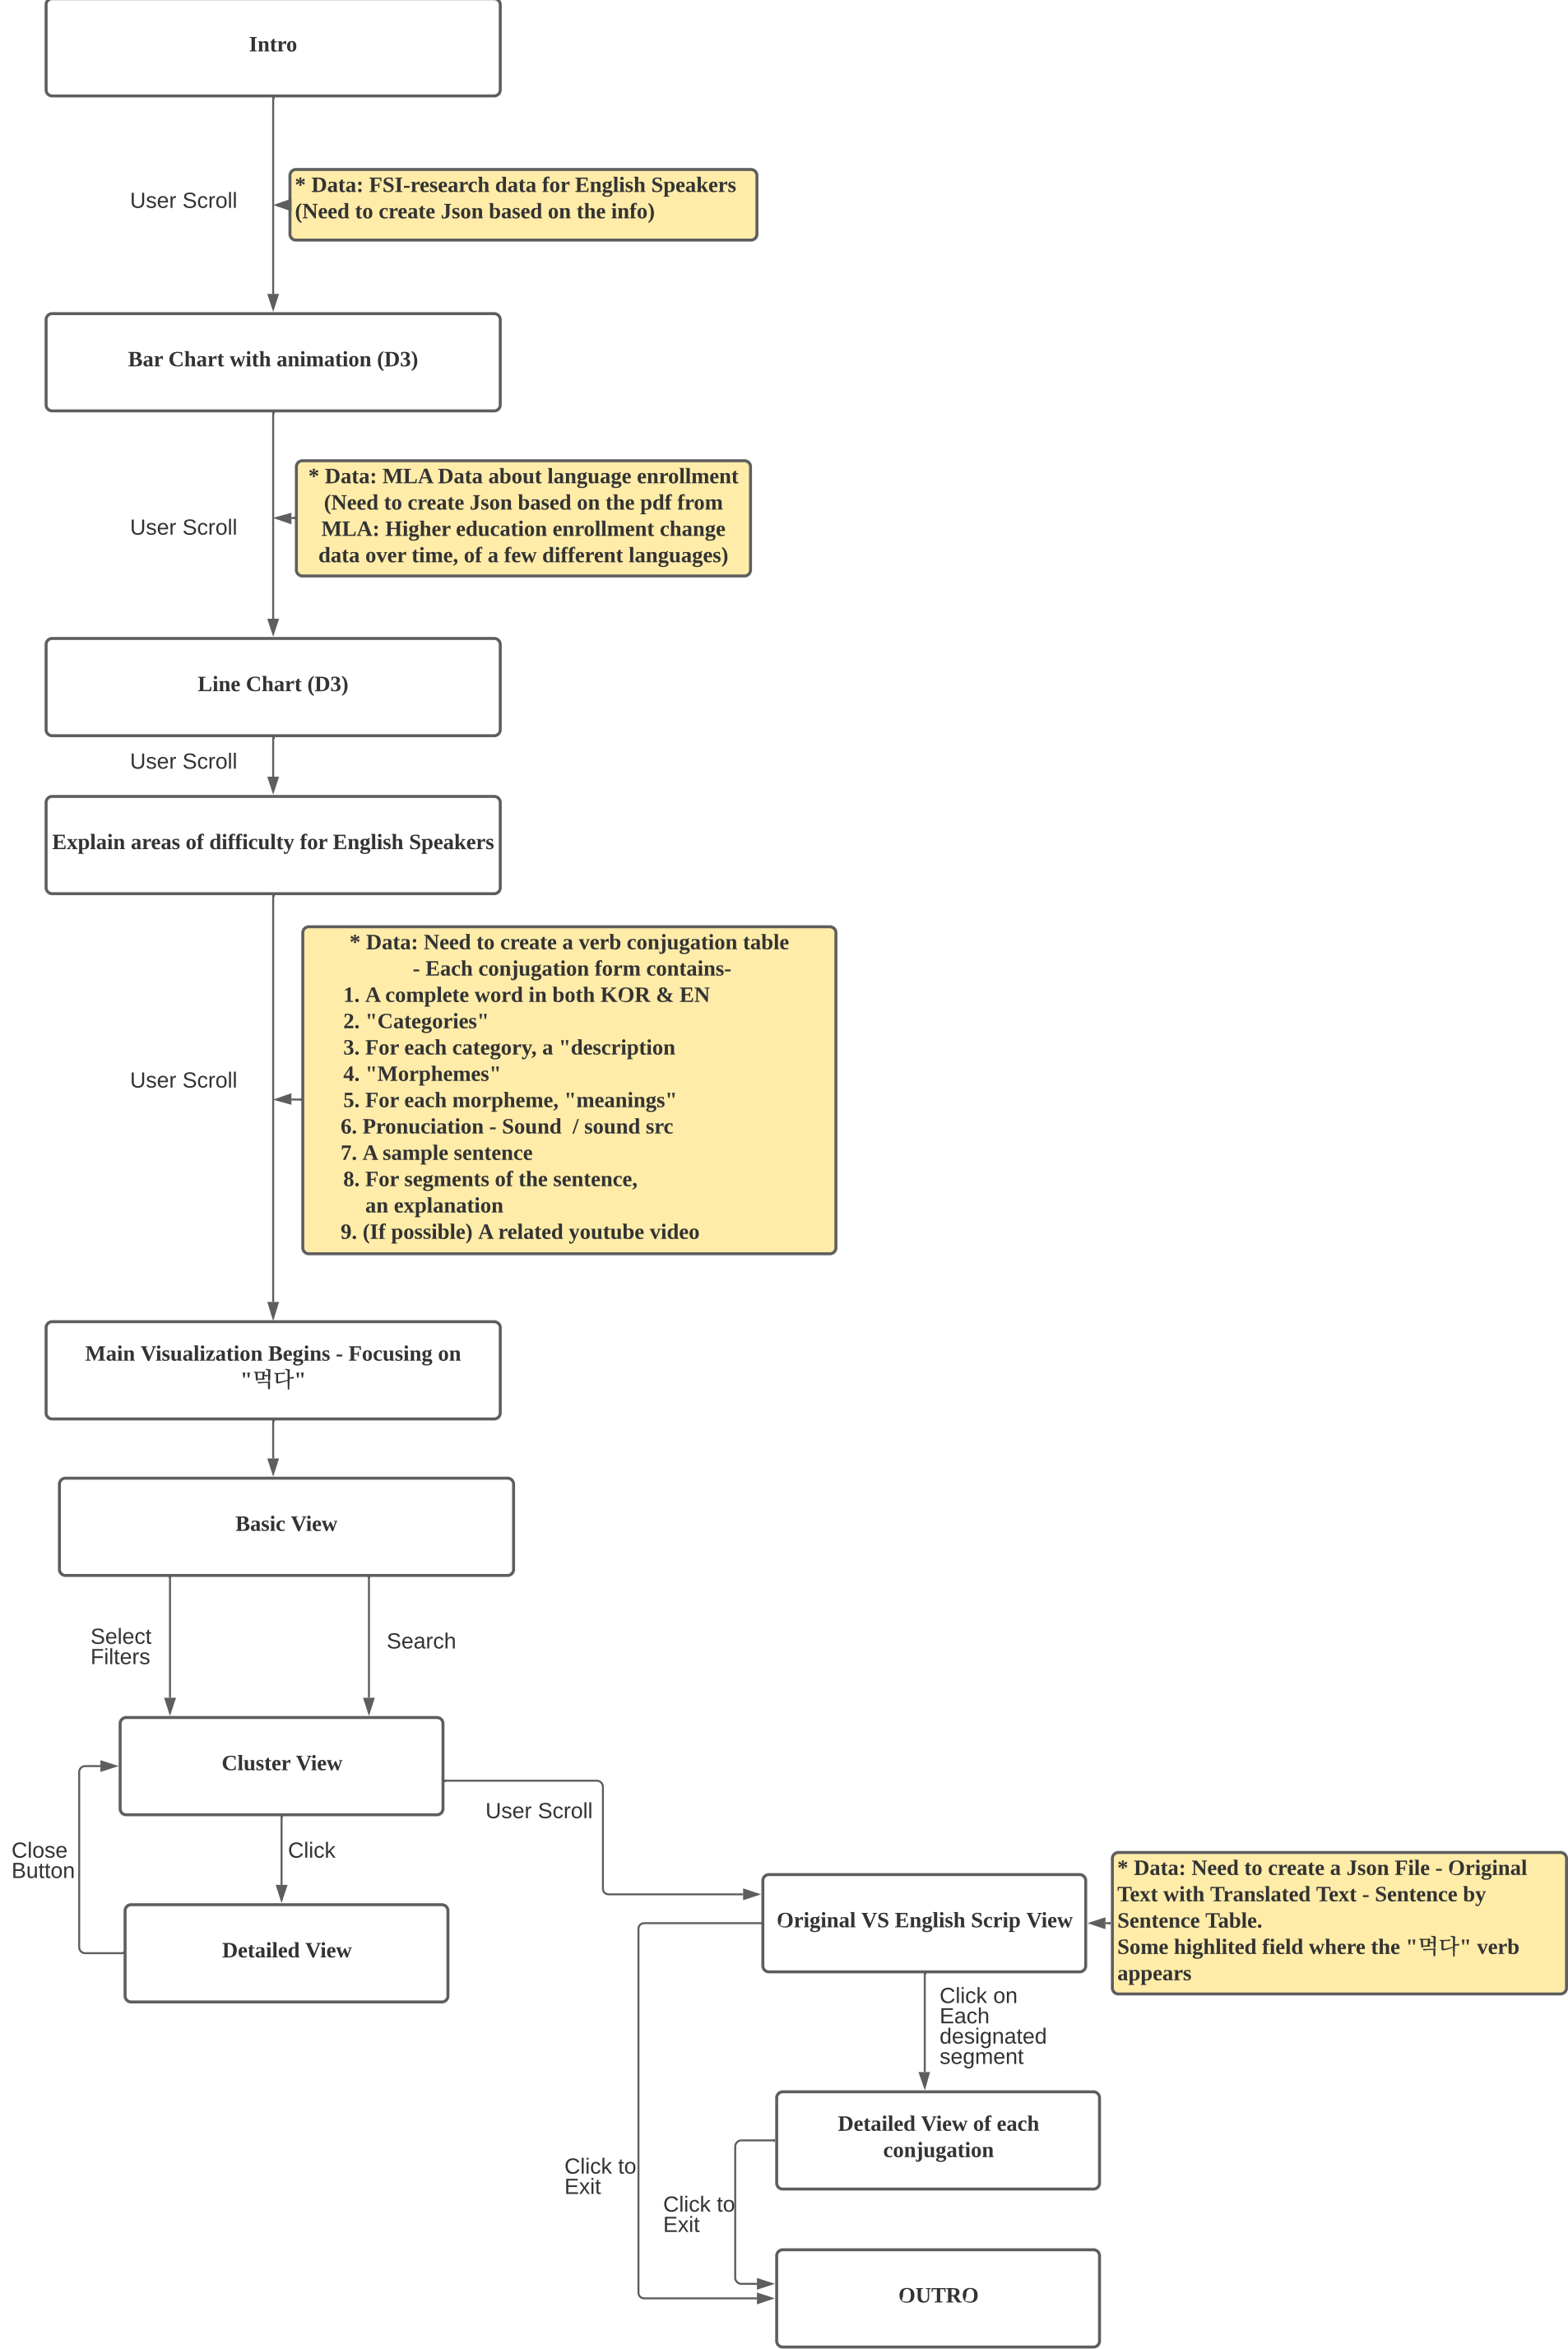 Intro
User Scroll
* Data: FSI-research data for English Speakers
(Need to create Json based on the info)
Bar Chart with animation (D3)
User Scroll
* Data: MLA Data about language enrollment
(Need to create Json based on the pdf from
MLA: Higher education enrollment change
data over time, of a few different languages)
Line Chart (D3)
User Scroll
Explain areas of difficulty for English Speakers
User Scroll
* Data: Need to create a verb conjugation table
- Each conjugation form contains-
1. A complete word in both KOR & EN
2. "Categories"
3. For each category, a "description
4. "Morphemes"
5. For each morpheme, "meanings"
6. Pronuciation - Sound  / sound src
7. A sample sentence
8. For segments of the sentence,
an explanation
9. (If possible) A related youtube video
Main Visualization Begins - Focusing on
"먹다"
Basic View
Select
Filters
Search
Cluster View
User Scroll
Close
Button
Click
Detailed View
Original VS English Scrip View
* Data: Need to create a Json File - Original
Text with Translated Text - Sentence by
Sentence Table.
Some highlited field where the "먹다" verb
appears
Click on
Each
designated
segment
Detailed View of each
conjugation
Click to
Exit
Click to
Exit
OUTRO